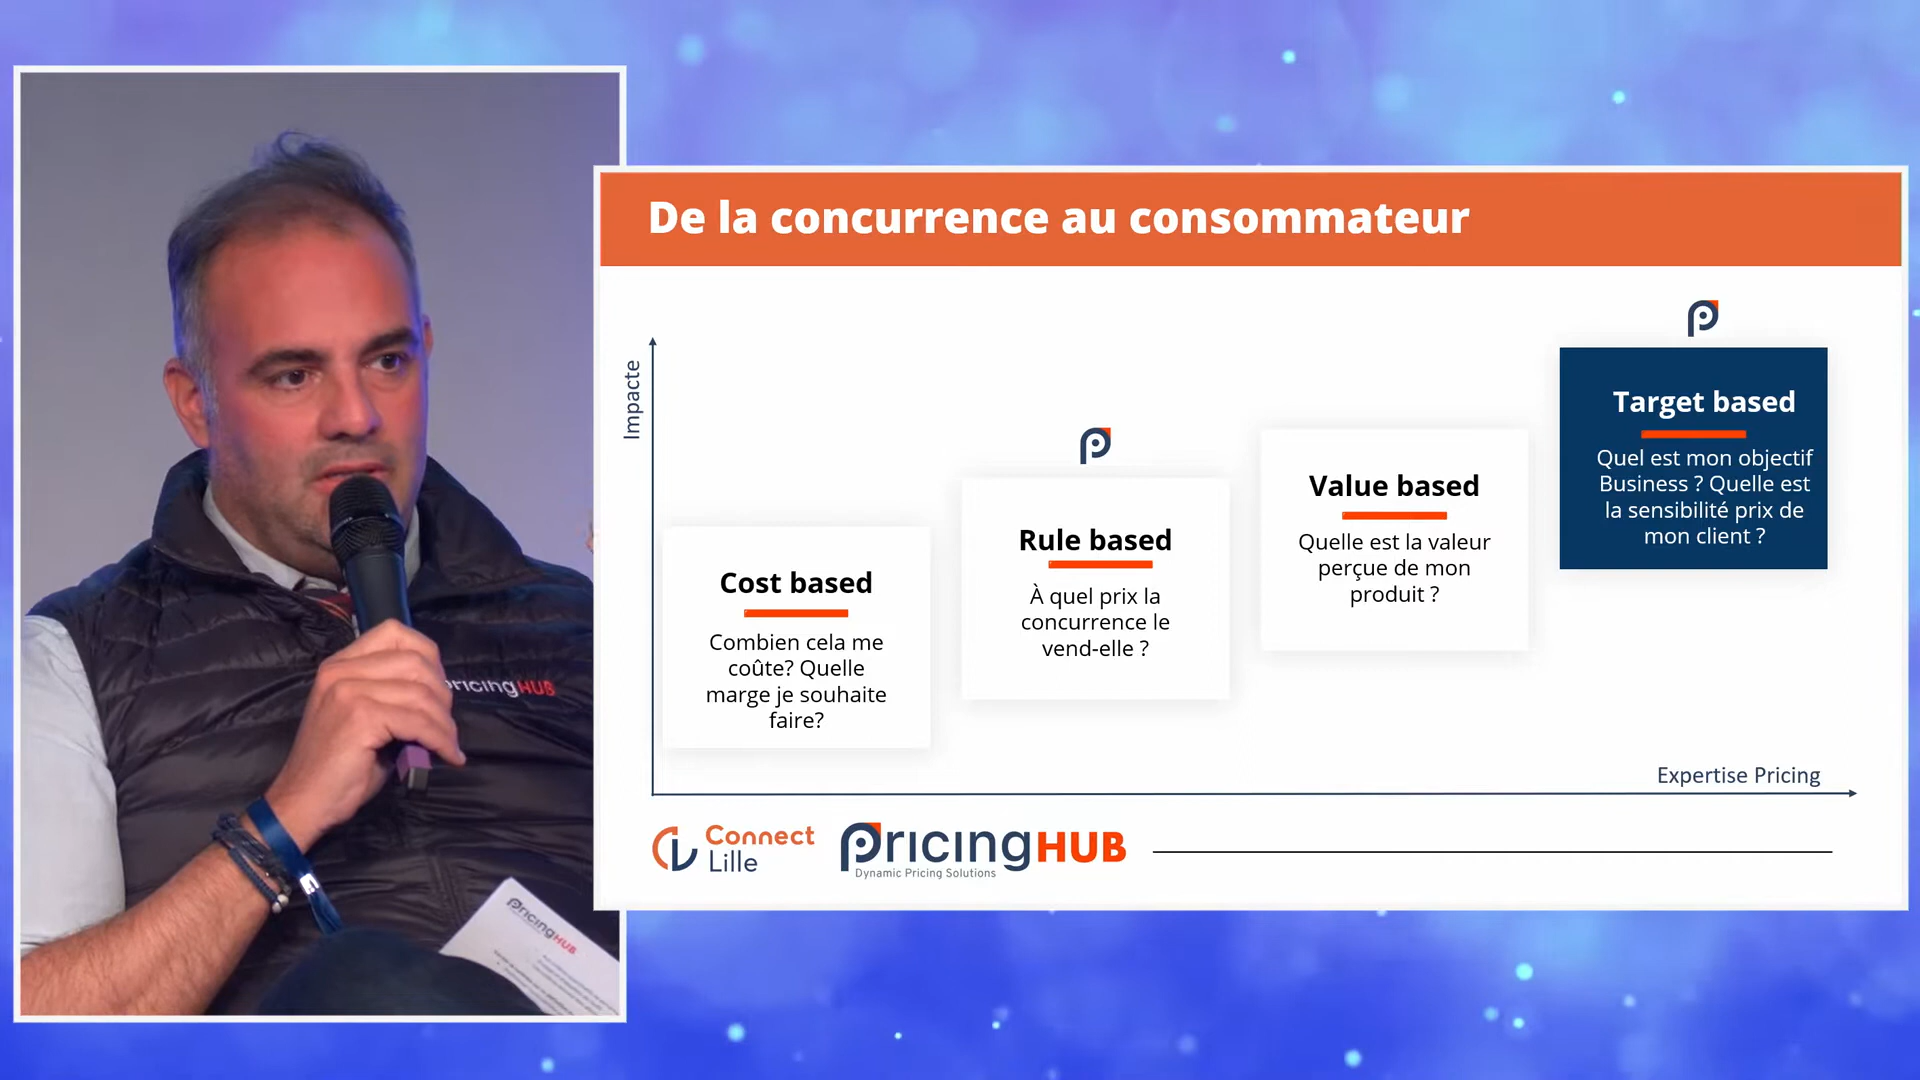 De la concurrence au consommateur
Impacte
Cost based
Combien cela me
coûte? Quelle
marge je souhaite
faire?
Rule based
À quel prix la
concurrence le
vend-elle ?
Value based
Quelle est la valeur
perçue de mon
produit ?
Target based
Quel est mon objectif
Business ? Quelle est
la sensibilité prix de
mon client ?
Expertise Pricing
Connect
Lille
PricingHUB
Dynamic Pricing Solutions
pricingHUB
PricingHUB